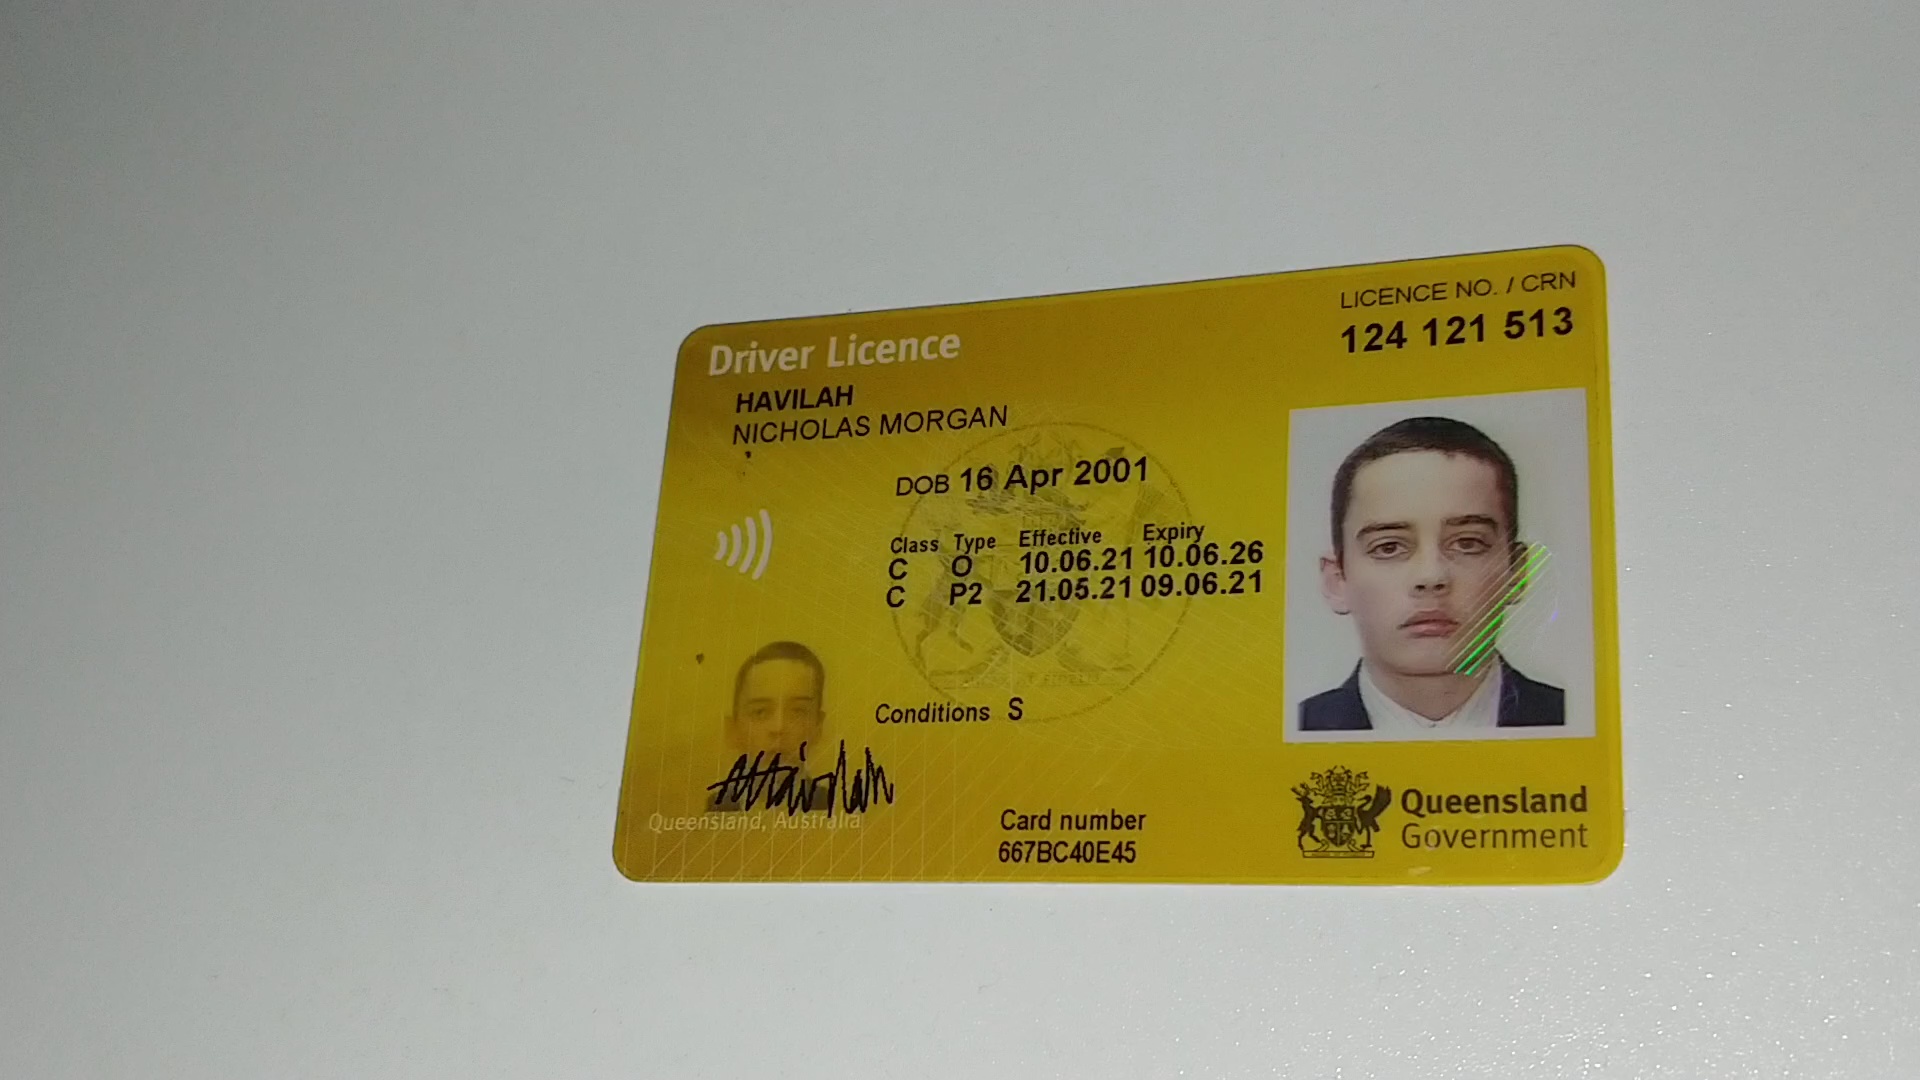 Driver Licence
LICENCE NO. / CRN
124 121 513
HAVILAH
NICHOLAS MORGAN
DOB 16 Apr 2001
Class Type Effective Expiry
C O 10.06.21 10.06.26
C P2 21.05.21 09.06.21
Conditions S
Queensland, Australia
Card number
667BC40E45
Queensland
Government